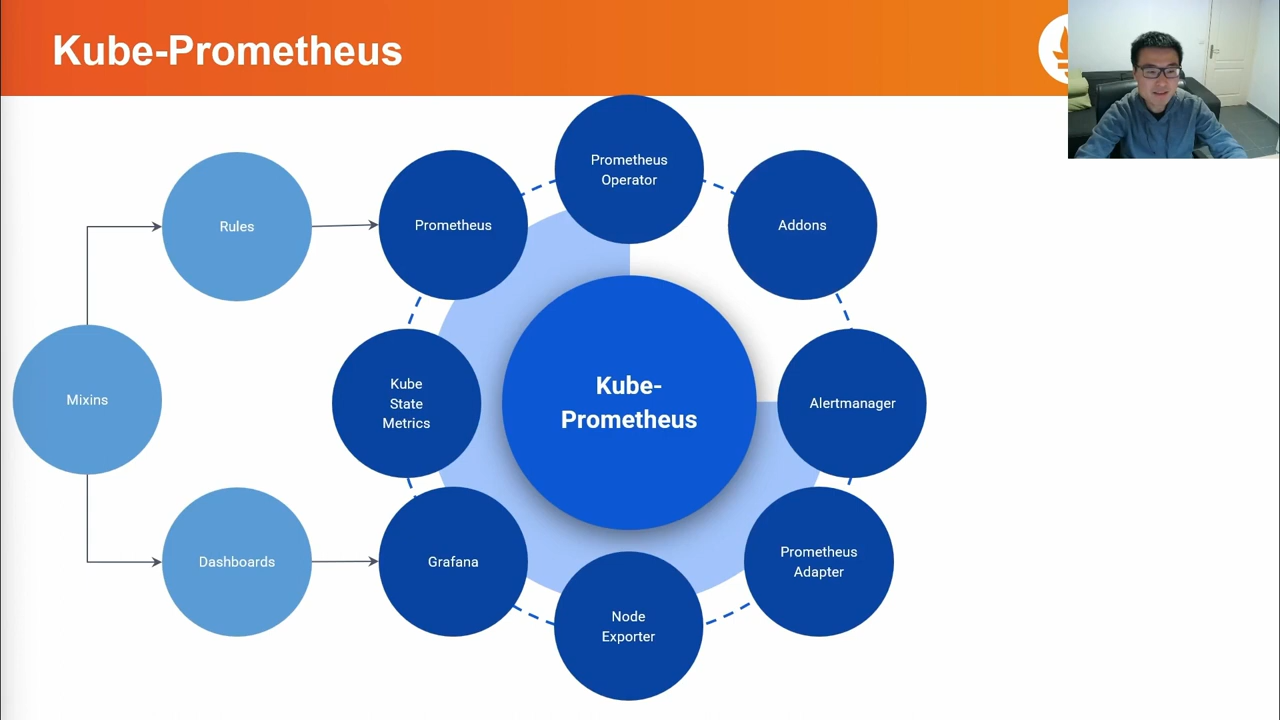 Kube-Prometheus
Prometheus
Operator
Rules
Prometheus
Addons
Mixins
Kube
State
Metrics
Kube-
Prometheus
Alertmanager
Dashboards
Grafana
Prometheus
Adapter
Node
Exporter